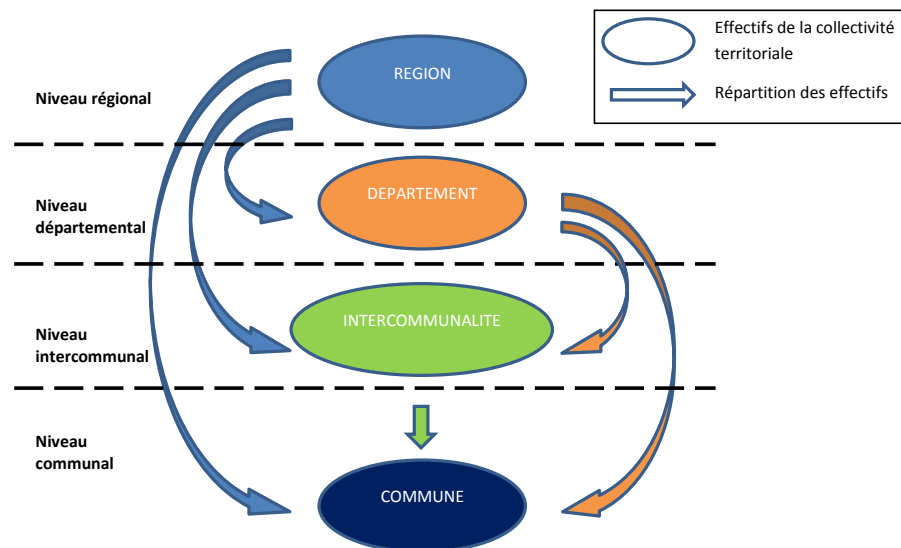 Effectifs de la collectivité
territoriale
Répartition des effectifs
REGION
Niveau régional
DEPARTEMENT
Niveau
départemental
INTERCOMMUNALITE
Niveau
intercommunal
Niveau
communal
COMMUNE